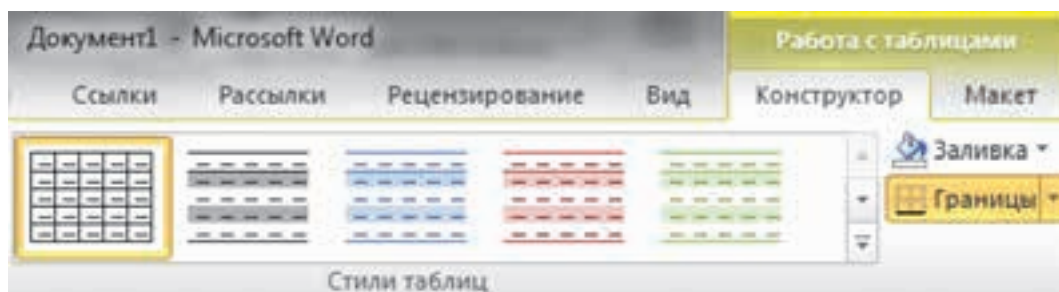 Документ1 - Microsoft Word
Работа с таблицами
Ссылки Рассылки Рецензирование Вид Конструктор Макет
Заливка
Границы
Стили таблиц